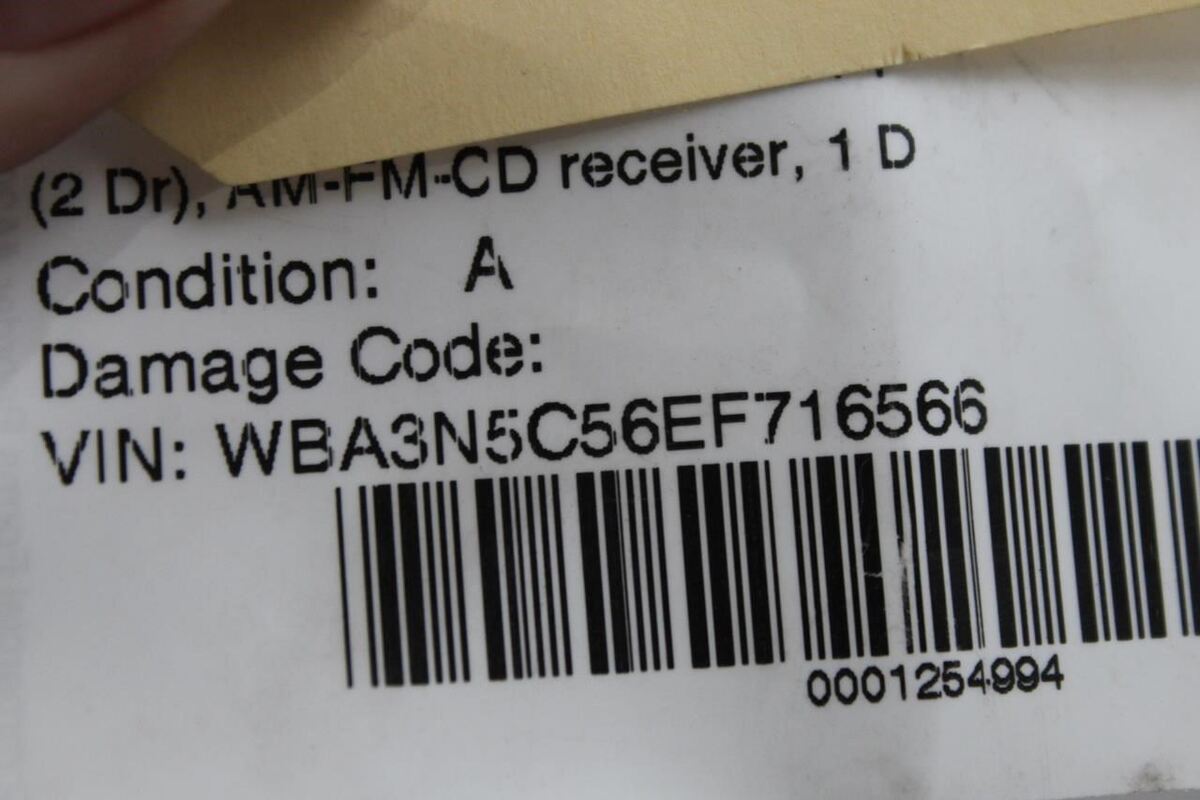 (2 Dr), AM-FM-CD receiver, 1 D
Condition: A
Damage Code:
VIN: WBA3N5C56EF716566
0001254994